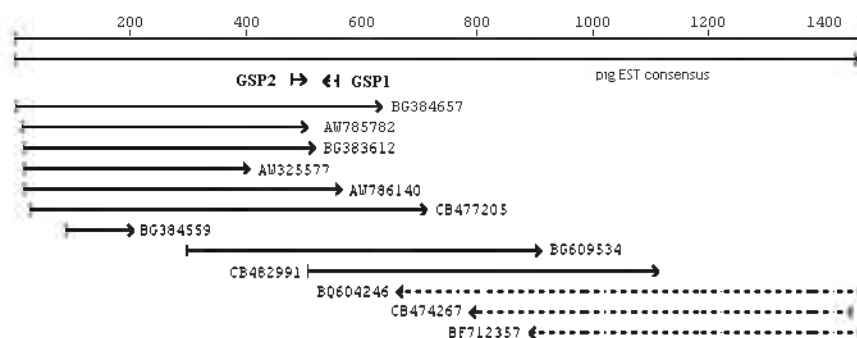 200 400 600 800 1000 1200 1400
pig EST consensus
GSP2 GSP1
BG384657
AW785782
BG383612
AW325577
AW786140
CB477205
BG384559
BG609534
CB482991
BQ604246
CB474267
BF712357